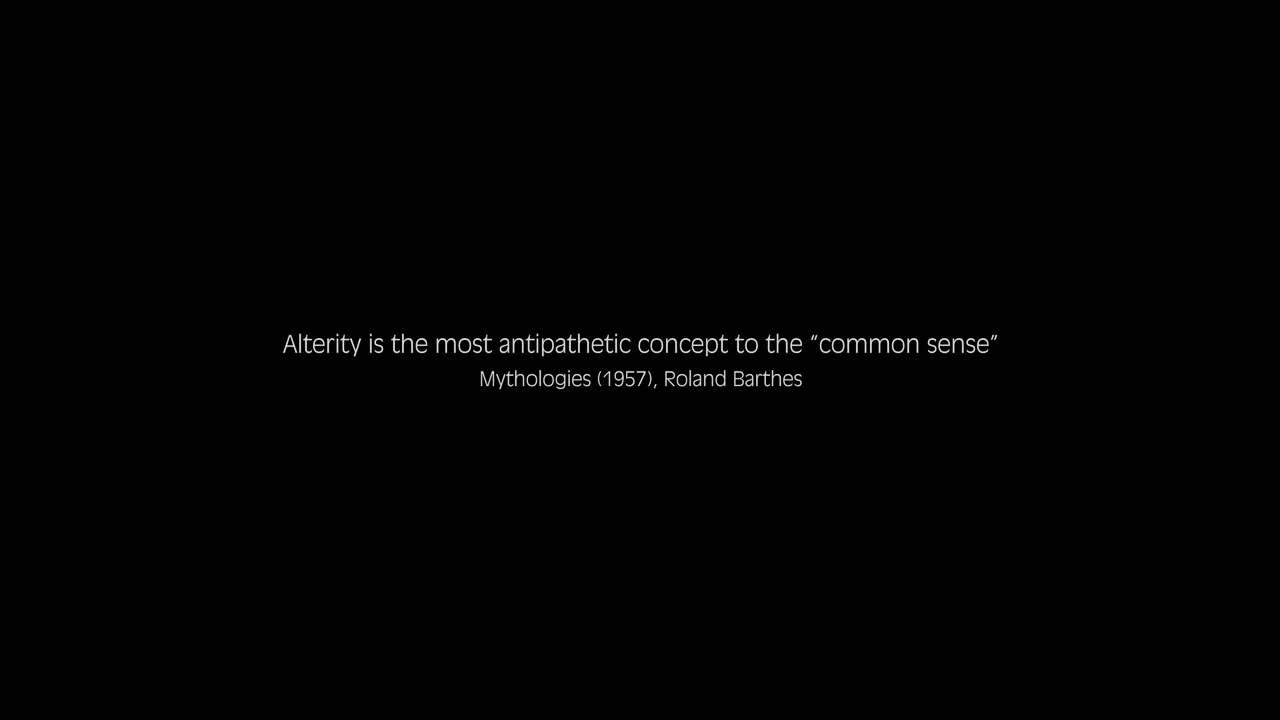 Alterity is the most antipathetic concept to the “common sense”
Mythologies (1957), Roland Barthes